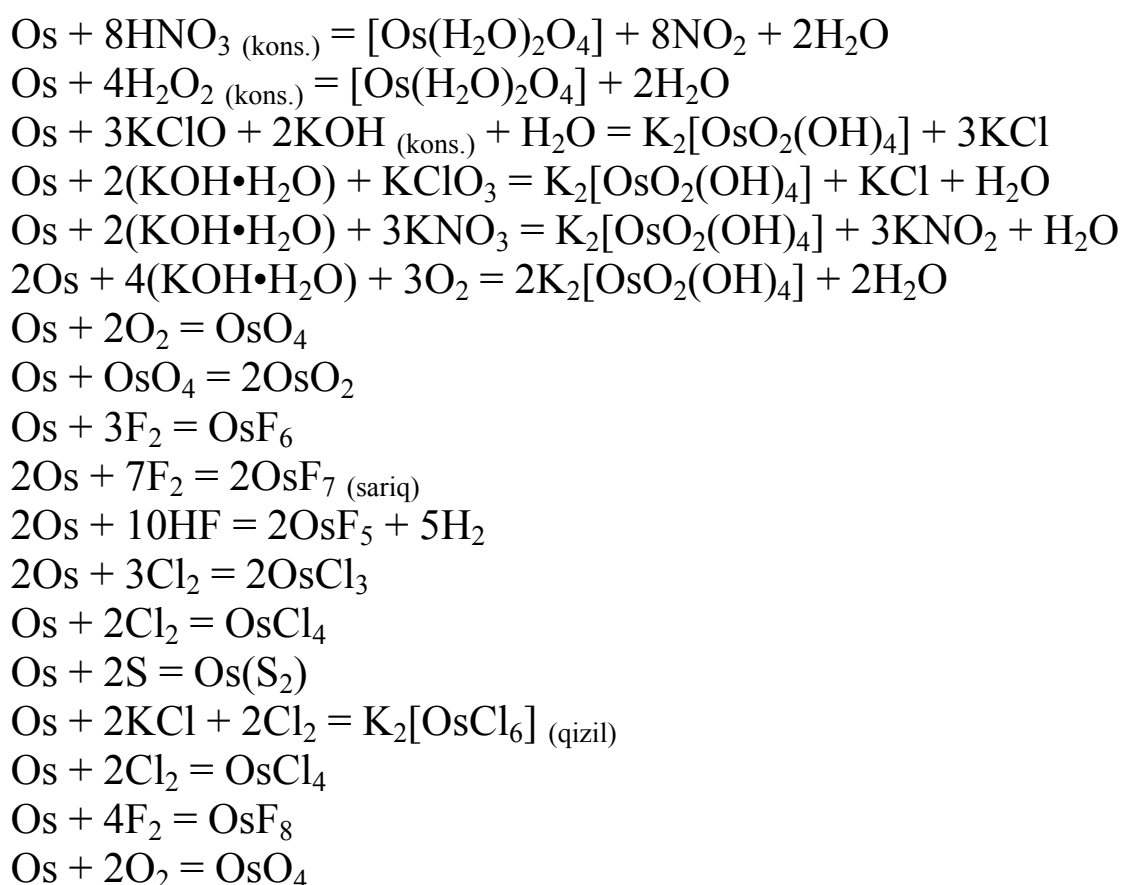 Os + 8HNO₃ (kons.) = [Os(H₂O)₂O₄] + 8NO₂ + 2H₂O
Os + 4H₂O₂ (kons.) = [Os(H₂O)₂O₄] + 2H₂O
Os + 3KClO + 2KOH (kons.) + H₂O = K₂[OsO₂(OH)₄] + 3KCl
Os + 2(KOH•H₂O) + KClO₃ = K₂[OsO₂(OH)₄] + KCl + H₂O
Os + 2(KOH•H₂O) + 3KNO₃ = K₂[OsO₂(OH)₄] + 3KNO₂ + H₂O
2Os + 4(KOH•H₂O) + 3O₂ = 2K₂[OsO₂(OH)₄] + 2H₂O
Os + 2O₂ = OsO₄
Os + OsO₄ = 2OsO₂
Os + 3F₂ = OsF₆
2Os + 7F₂ = 2OsF₇ (sariq)
2Os + 10HF = 2OsF₅ + 5H₂
2Os + 3Cl₂ = 2OsCl₃
Os + 2Cl₂ = OsCl₄
Os + 2S = Os(S₂)
Os + 2KCl + 2Cl₂ = K₂[OsCl₆] (qizil)
Os + 2Cl₂ = OsCl₄
Os + 4F₂ = OsF₈
Os + 2O₂ = OsO₄